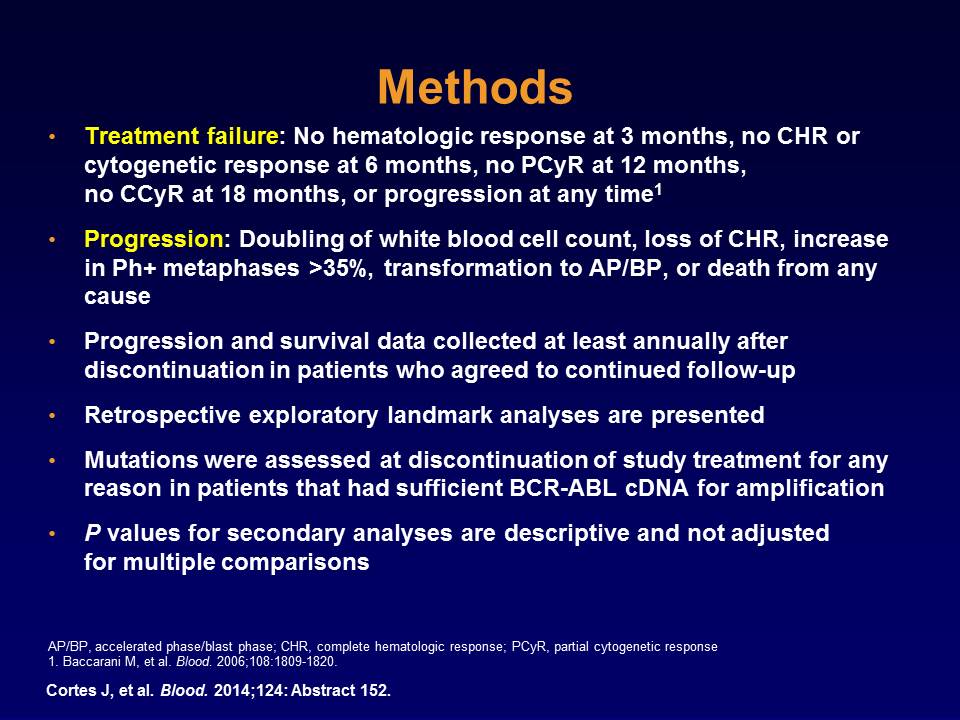 Methods
• Treatment failure: No hematologic response at 3 months, no CHR or
cytogenetic response at 6 months, no PCyR at 12 months,
no CCyR at 18 months, or progression at any time1
• Progression: Doubling of white blood cell count, loss of CHR, increase
in Ph+ metaphases >35%, transformation to AP/BP, or death from any
cause
• Progression and survival data collected at least annually after
discontinuation in patients who agreed to continued follow-up
• Retrospective exploratory landmark analyses are presented
• Mutations were assessed at discontinuation of study treatment for any
reason in patients that had sufficient BCR-ABL cDNA for amplification
• P values for secondary analyses are descriptive and not adjusted
for multiple comparisons
AP/BP, accelerated phase/blast phase; CHR, complete hematologic response; PCyR, partial cytogenetic response
1. Baccarani M, et al. Blood. 2006;108:1809-1820.
Cortes J, et al. Blood. 2014;124: Abstract 152.